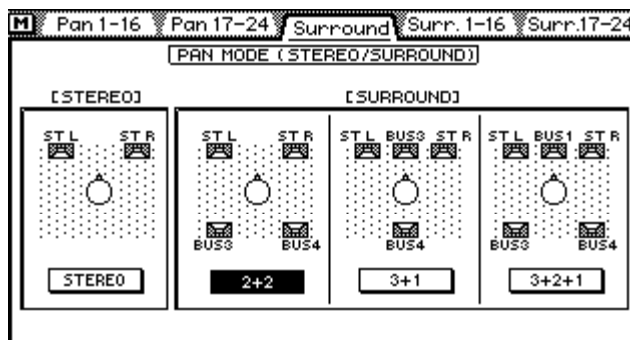 M Pan 1-16 Pan 17-24 Surround Surr. 1-16 Surr.17-24
PAN MODE (STEREO/SURROUND)
[STEREO] [SURROUND]
ST L ST R ST L ST R ST L BUS3 ST R ST L BUS1 ST R
BUS3 BUS4 BUS4 BUS3 BUS4
STEREO 2+2 3+1 3+2+1